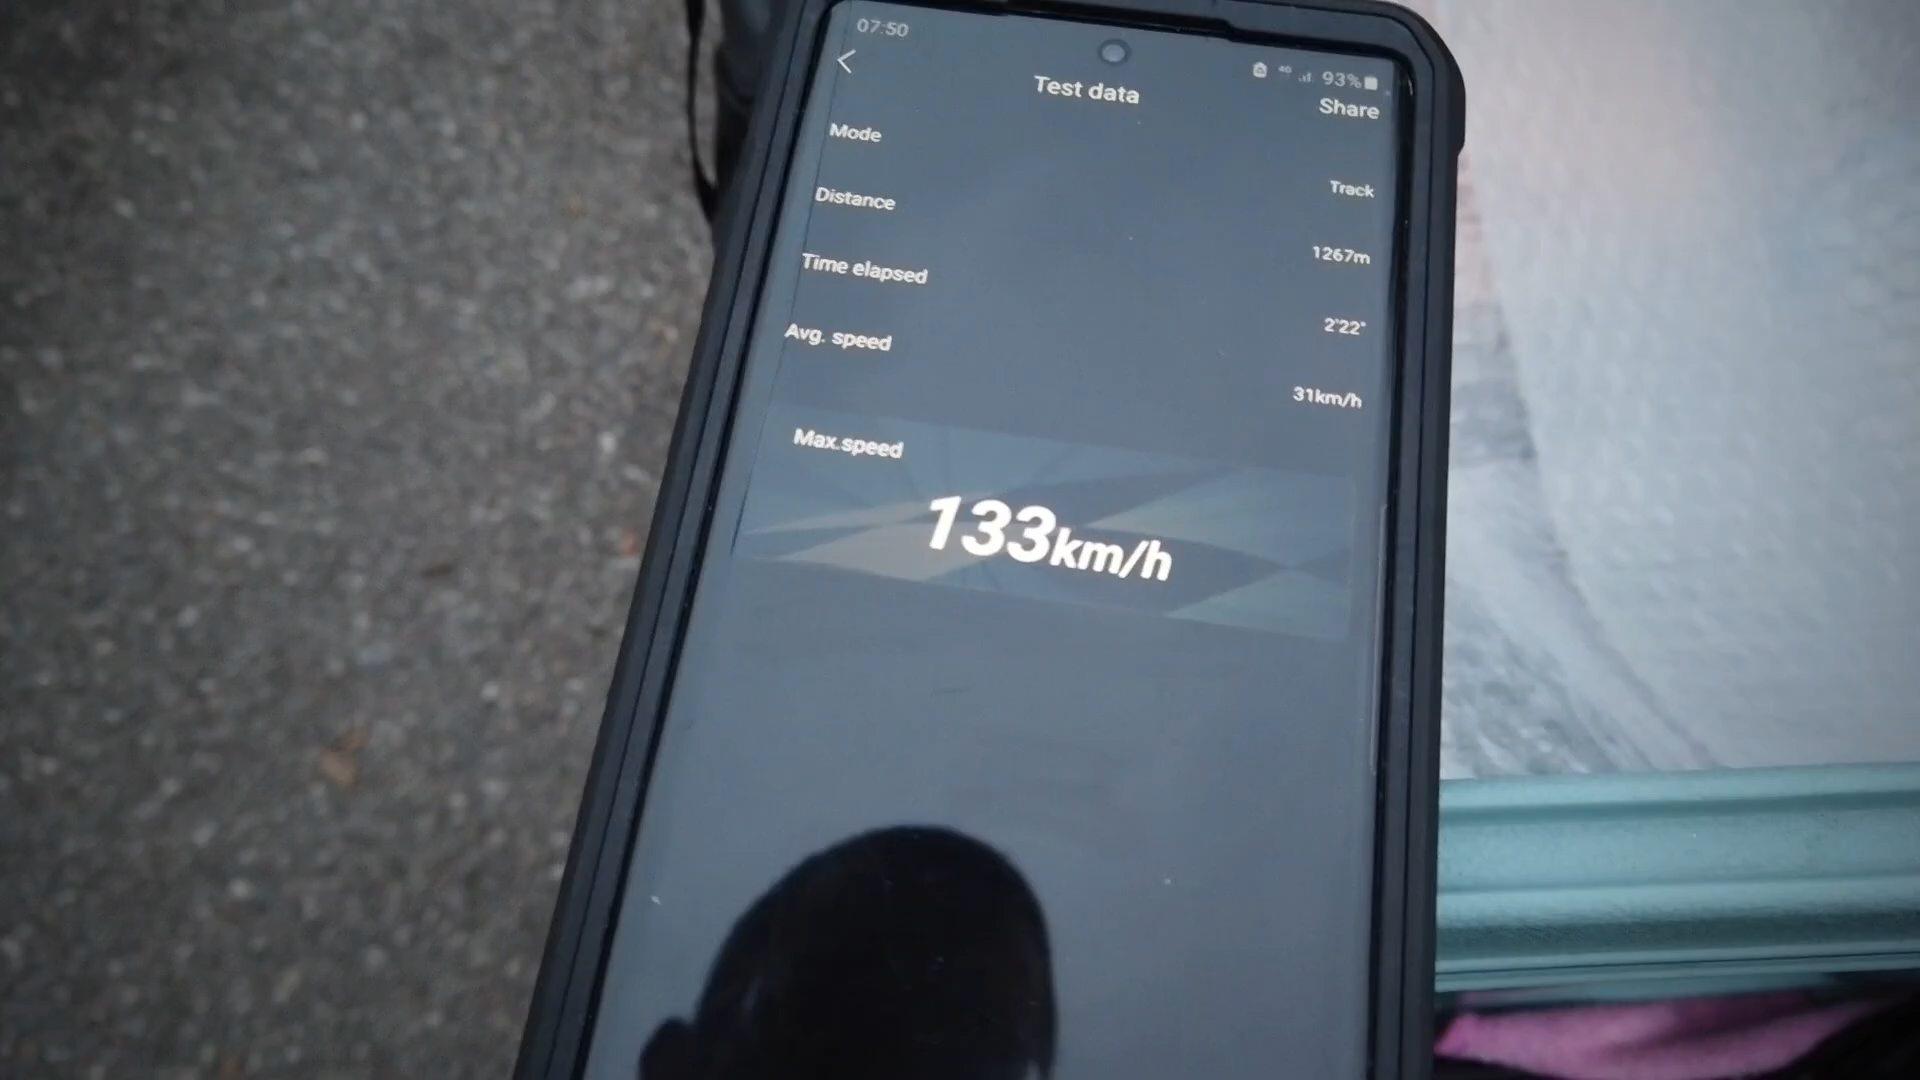 07:50
4G 93%
Test data
Share
Mode
Track
Distance
1267m
Time elapsed
2'22"
Avg. speed
31km/h
Max.speed
133km/h